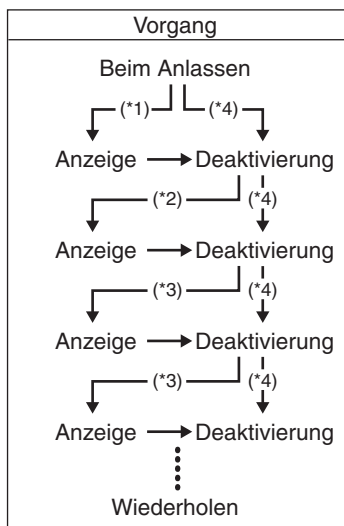 Vorgang
Beim Anlassen
(*1) (*4)
Anzeige Deaktivierung
(*2) (*4)
Anzeige Deaktivierung
(*3) (*4)
Anzeige Deaktivierung
(*3) (*4)
Anzeige Deaktivierung
Wiederholen